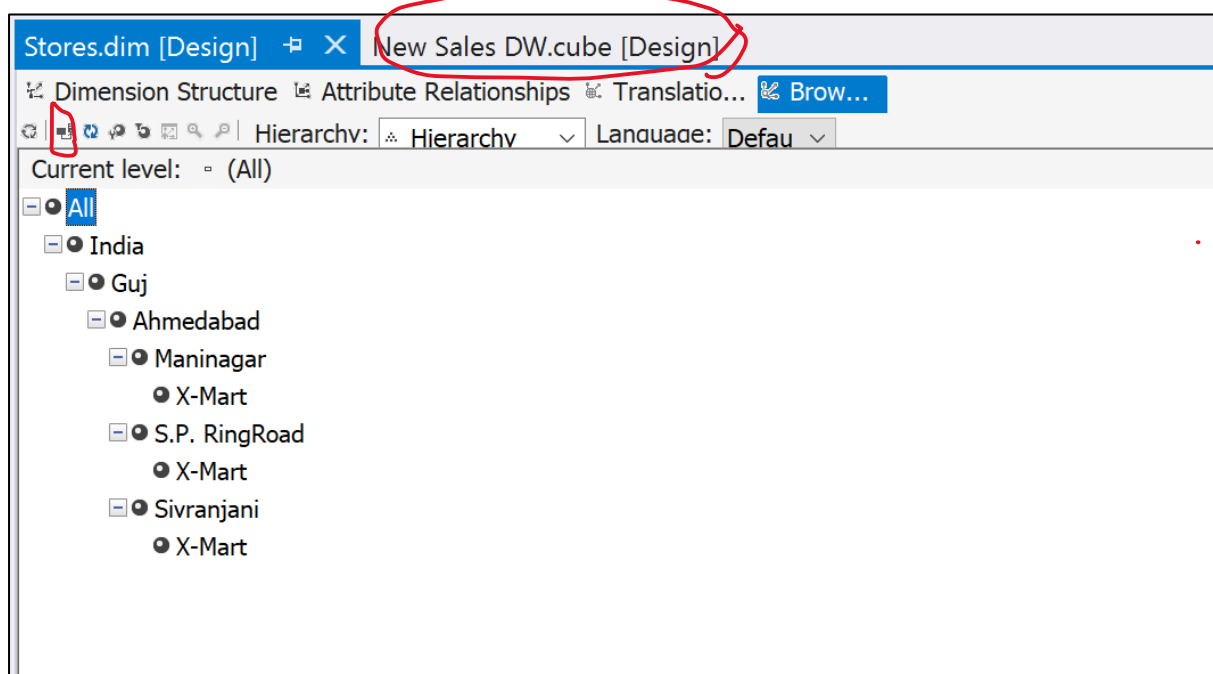 Stores.dim [Design] New Sales DW.cube [Design]
Dimension Structure Attribute Relationships Translatio... Brow...
Hierarchy: Hierarchy Language: Defau
Current level: (All)
All
India
Guj
Ahmedabad
Maninagar
X-Mart
S.P. RingRoad
X-Mart
Sivranjani
X-Mart